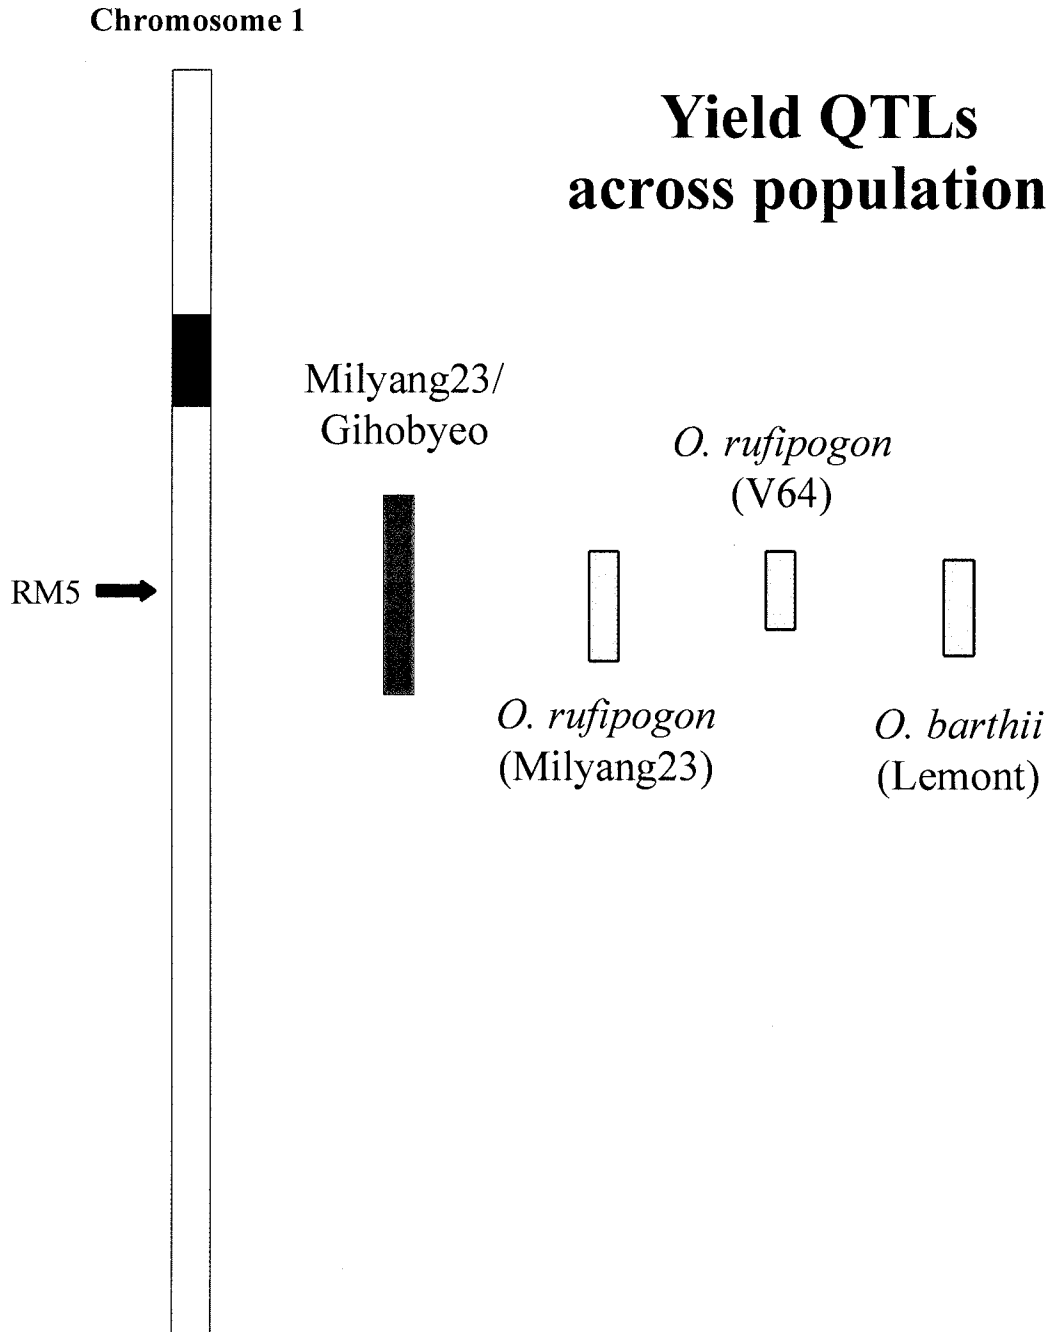 Chromosome 1
Yield QTLs
across population
Milyang23/
Gihobyeo
O. rufipogon
(V64)
RM5
O. rufipogon
(Milyang23)
O. barthii
(Lemont)